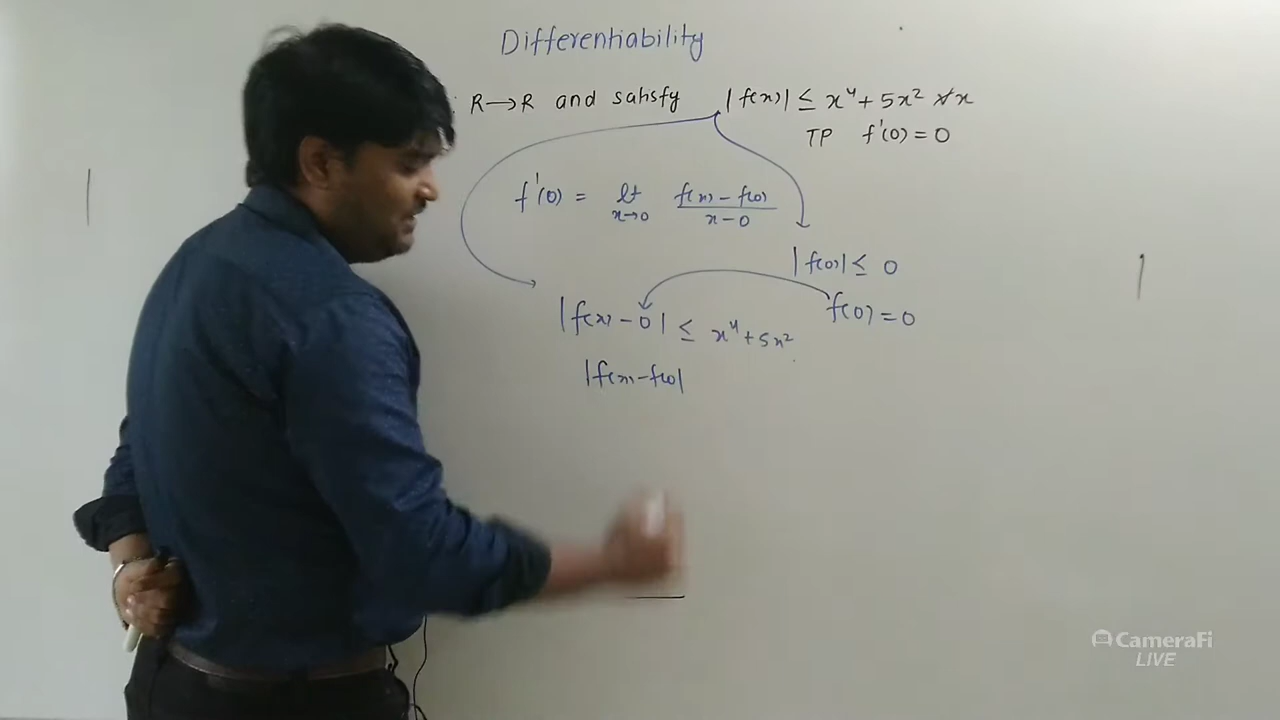 Differentiability
: R→R and satisfy |f(x)| ≤ x⁴ + 5x² ∀x
TP f'(0) = 0
f'(0) = lt x→0 f(x) – f(0) / x – 0
|f(0)| ≤ 0
f(0) = 0
|f(x) – 0| ≤ x⁴ + 5x²
|f(x) – f(0)|
CameraFi
LIVE